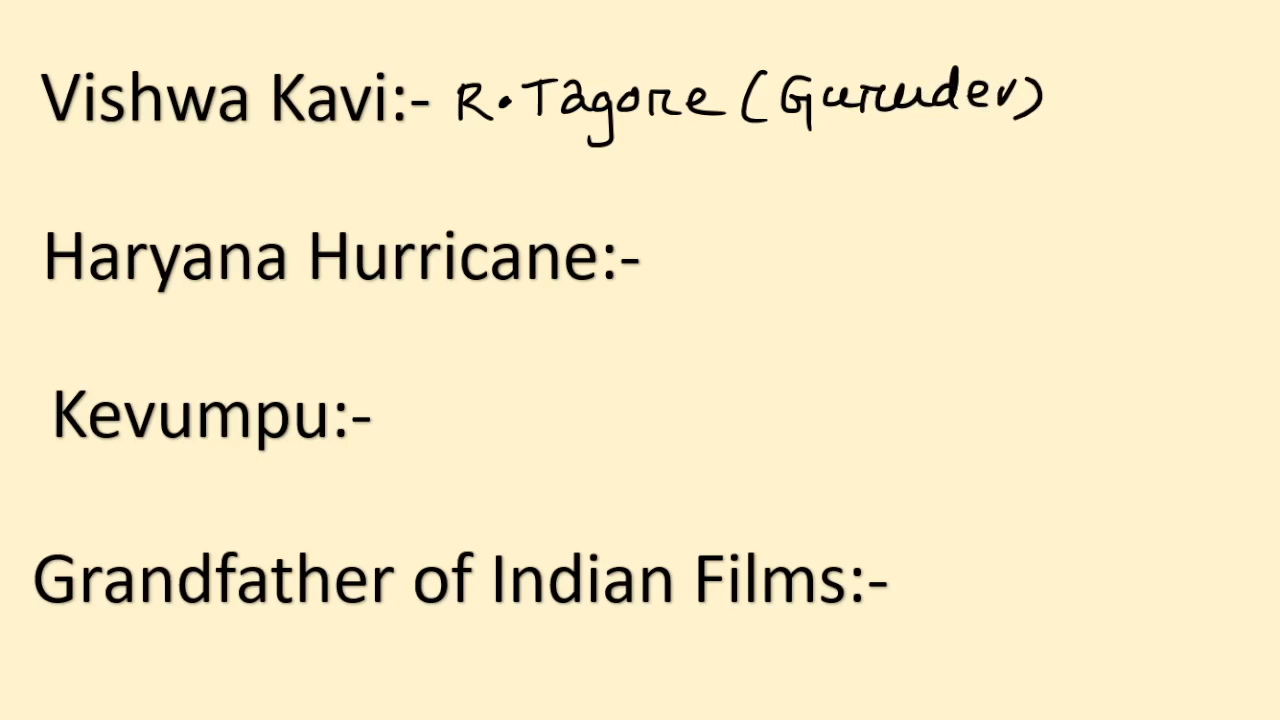 Vishwa Kavi:- R. Tagore (Gurudev)
Haryana Hurricane:-
Kevumpu:-
Grandfather of Indian Films:-